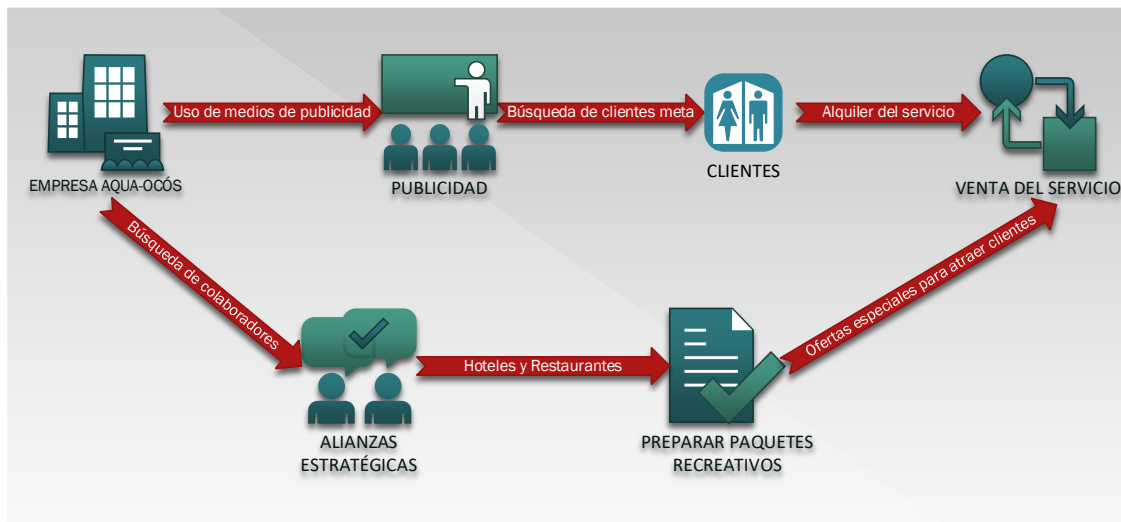 Uso de medios de publicidad
Búsqueda de clientes meta
Alquiler del servicio
EMPRESA AQUA-OCÓS
PUBLICIDAD
CLIENTES
VENTA DEL SERVICIO
Búsqueda de colaboradores
Ofertas especiales para atraer clientes
Hoteles y Restaurantes
ALIANZAS
ESTRATÉGICAS
PREPARAR PAQUETES
RECREATIVOS